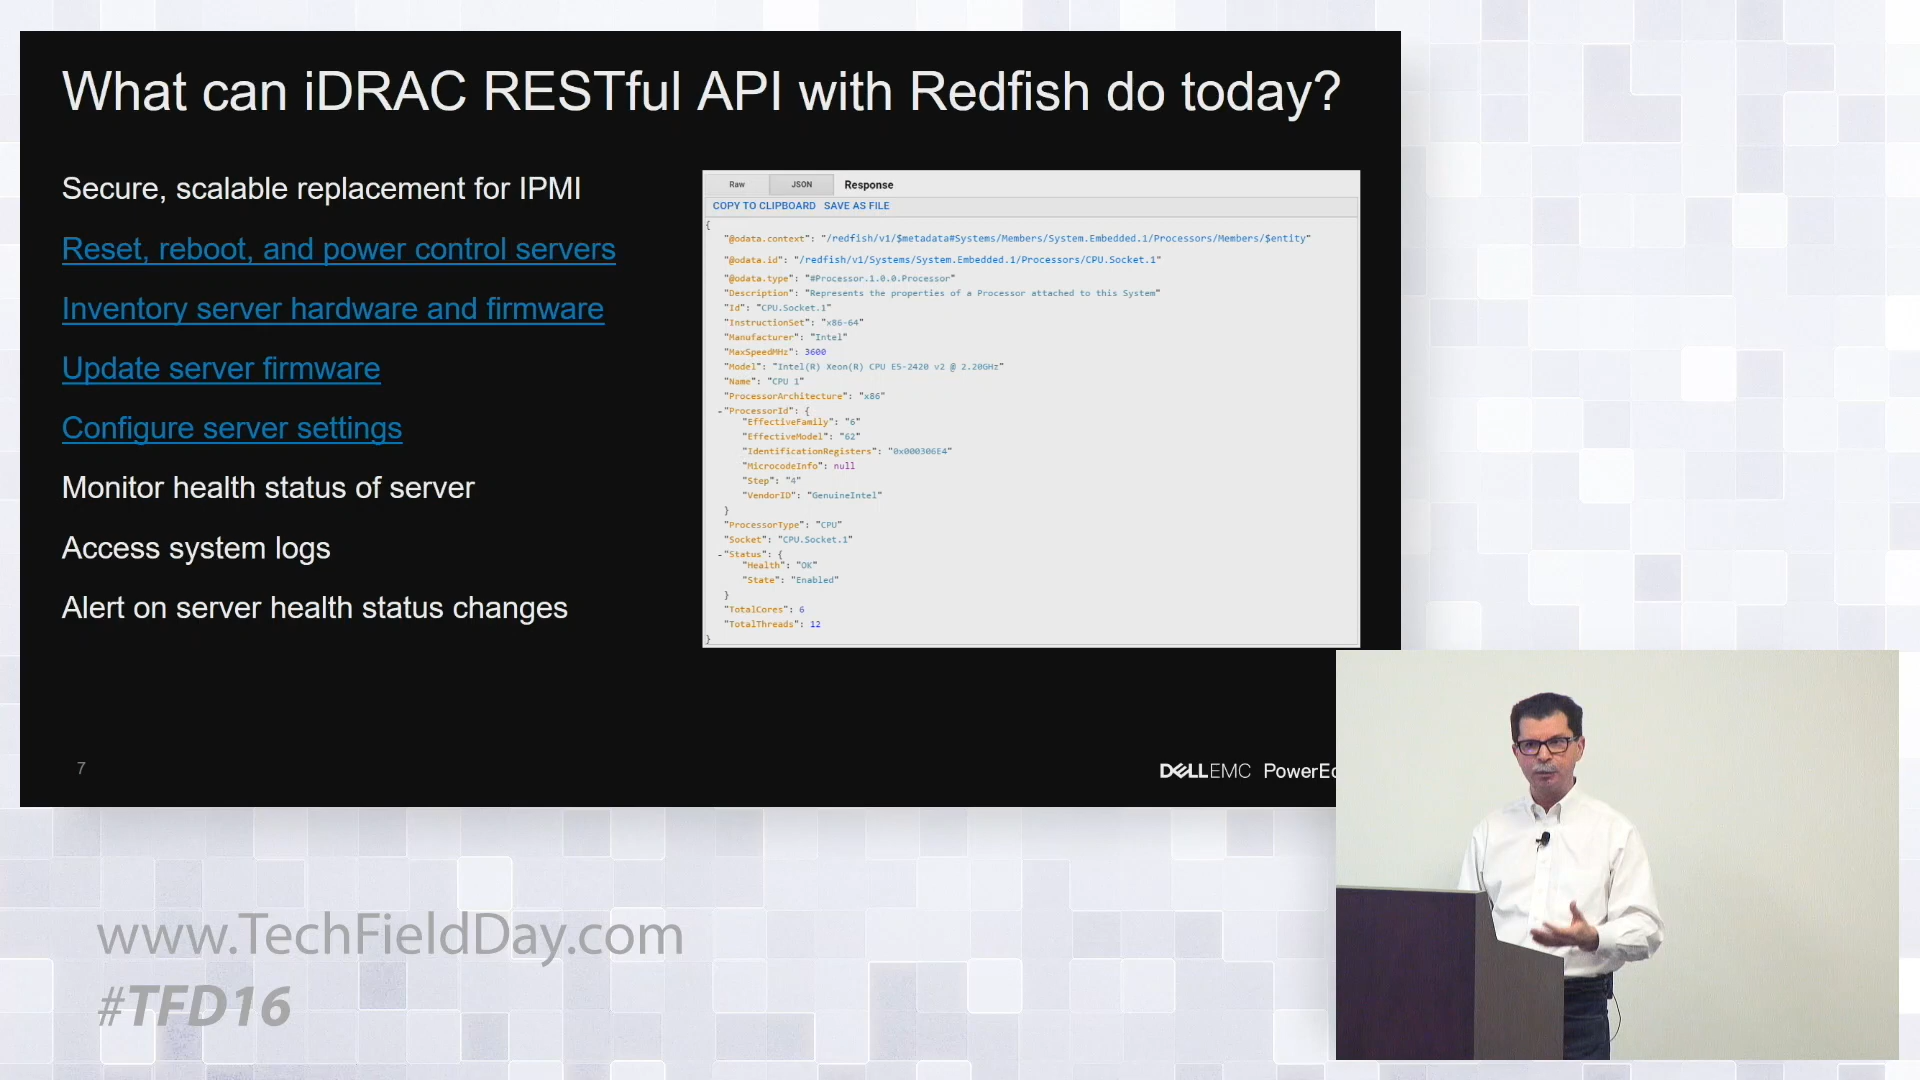 What can iDRAC RESTful API with Redfish do today?
Secure, scalable replacement for IPMI
Reset, reboot, and power control servers
Inventory server hardware and firmware
Update server firmware
Configure server settings
Monitor health status of server
Access system logs
Alert on server health status changes
Raw JSON Response
COPY TO CLIPBOARD SAVE AS FILE
{
"@odata.context": "/redfish/v1/$metadata#Systems/Members/System.Embedded.1/Processors/Members/$entity"
"@odata.id": "/redfish/v1/Systems/System.Embedded.1/Processors/CPU.Socket.1"
"@odata.type": "#Processor.1.0.0.Processor"
"Description": "Represents the properties of a Processor attached to this System"
"Id": "CPU.Socket.1"
"InstructionSet": "x86-64"
"Manufacturer": "Intel"
"MaxSpeedMHz": 3600
"Model": "Intel(R) Xeon(R) CPU E5-2420 v2 @ 2.20GHz"
"Name": "CPU 1"
"ProcessorArchitecture": "x86"
-"ProcessorId": {
"EffectiveFamily": "6"
"EffectiveModel": "62"
"IdentificationRegisters": "0x000306E4"
"MicrocodeInfo": null
"Step": "4"
"VendorID": "GenuineIntel"
}
"ProcessorType": "CPU"
"Socket": "CPU.Socket.1"
-"Status": {
"Health": "OK"
"State": "Enabled"
}
"TotalCores": 6
"TotalThreads": 12
}
7
DELLEMC PowerEd
www.TechFieldDay.com
#TFD16